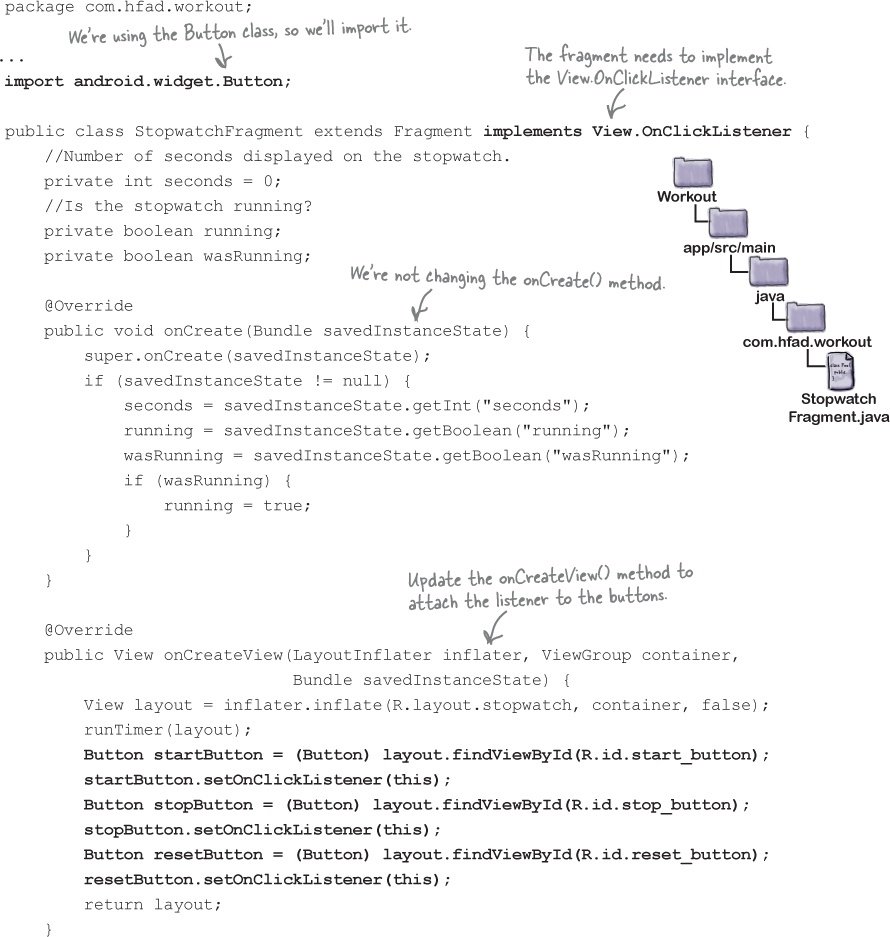 package com.hfad.workout;
We're using the Button class, so we'll import it.
...
import android.widget.Button;
The fragment needs to implement
the View.OnClickListener interface.
public class StopwatchFragment extends Fragment implements View.OnClickListener {
//Number of seconds displayed on the stopwatch.
private int seconds = 0;
//Is the stopwatch running?
private boolean running;
private boolean wasRunning;
Workout
app/src/main
java
com.hfad.workout
Stopwatch
Fragment.java
We're not changing the onCreate() method.
@Override
public void onCreate(Bundle savedInstanceState) {
super.onCreate(savedInstanceState);
if (savedInstanceState != null) {
seconds = savedInstanceState.getInt("seconds");
running = savedInstanceState.getBoolean("running");
wasRunning = savedInstanceState.getBoolean("wasRunning");
if (wasRunning) {
running = true;
}
}
}
Update the onCreateView() method to
attach the listener to the buttons.
@Override
public View onCreateView(LayoutInflater inflater, ViewGroup container,
Bundle savedInstanceState) {
View layout = inflater.inflate(R.layout.stopwatch, container, false);
runTimer(layout);
Button startButton = (Button) layout.findViewById(R.id.start_button);
startButton.setOnClickListener(this);
Button stopButton = (Button) layout.findViewById(R.id.stop_button);
stopButton.setOnClickListener(this);
Button resetButton = (Button) layout.findViewById(R.id.reset_button);
resetButton.setOnClickListener(this);
return layout;
}